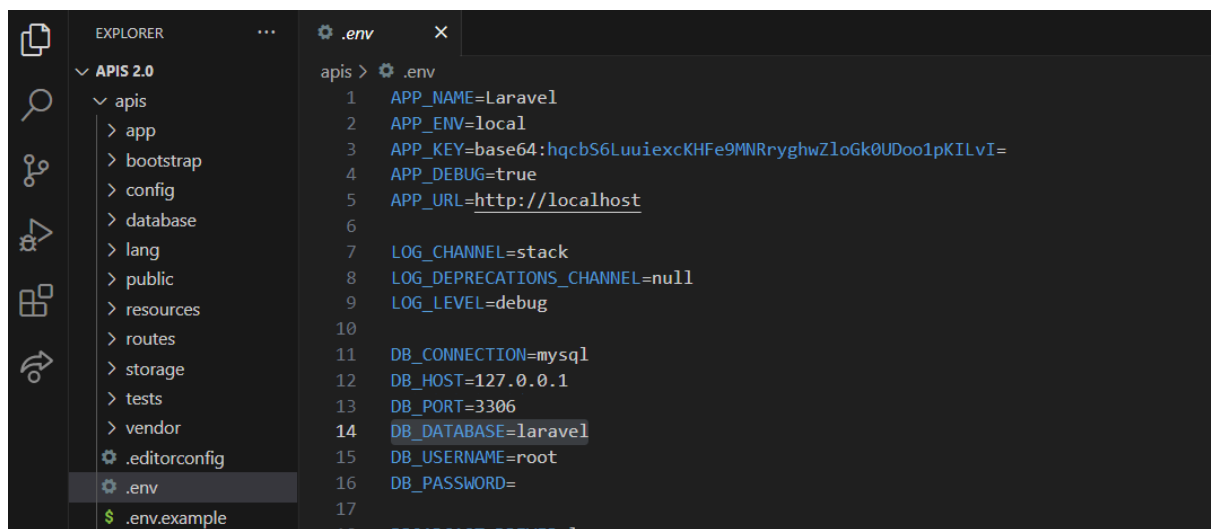 EXPLORER
APIS 2.0
apis
app
bootstrap
config
database
lang
public
resources
routes
storage
tests
vendor
.editorconfig
.env
.env.example
.env
apis > .env
1 APP_NAME=Laravel
2 APP_ENV=local
3 APP_KEY=base64:hqcbS6LuuiexcKHFe9MNRryghwZloGk0UDoo1pKILvI=
4 APP_DEBUG=true
5 APP_URL=http://localhost
6
7 LOG_CHANNEL=stack
8 LOG_DEPRECATIONS_CHANNEL=null
9 LOG_LEVEL=debug
10
11 DB_CONNECTION=mysql
12 DB_HOST=127.0.0.1
13 DB_PORT=3306
14 DB_DATABASE=laravel
15 DB_USERNAME=root
16 DB_PASSWORD=
17